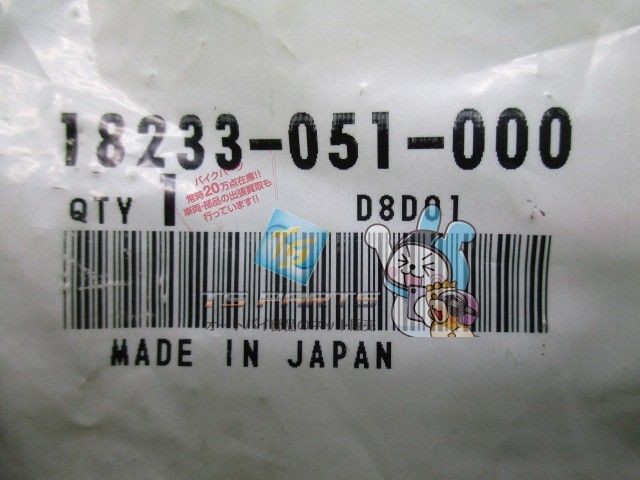 18233-051-000
バイクパーツ
常時20万点在庫!!
車両・部品の出張買取も
行っています!!
QTY 1 D8D01
TS
TS PARTS
MADE IN JAPAN